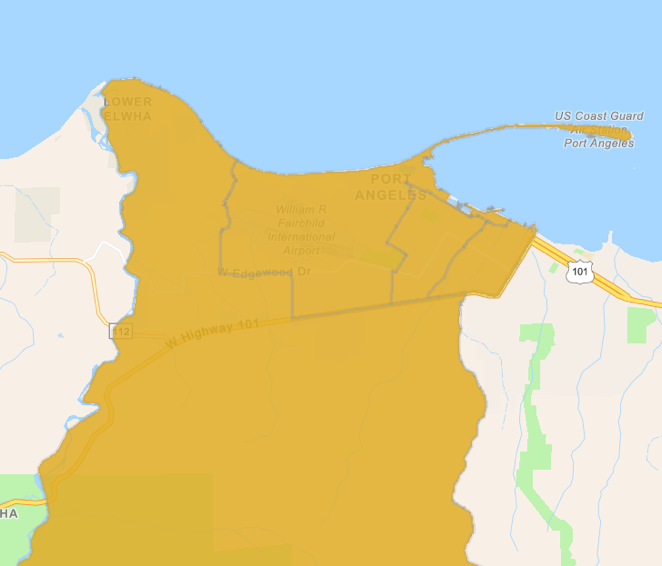 LOWER
ELWHA
US Coast Guard
Air Station
Port Angeles
PORT
ANGELES
William R
Fairchild
International
Airport
W Edgewood Dr
101
112
W Highway 101
HA